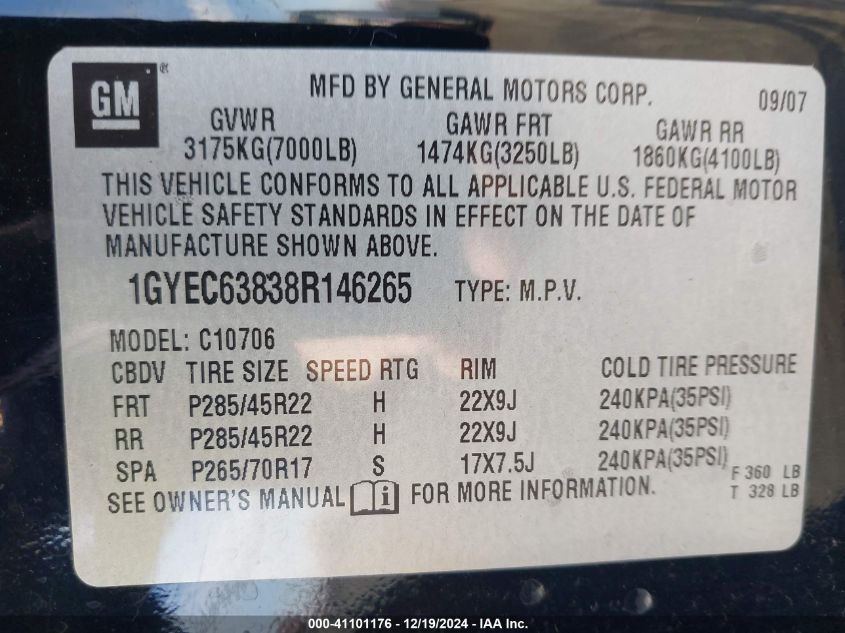 GM ®
MFD BY GENERAL MOTORS CORP. 09/07
GVWR GAWR FRT GAWR RR
3175KG(7000LB) 1474KG(3250LB) 1860KG(4100LB)
THIS VEHICLE CONFORMS TO ALL APPLICABLE U.S. FEDERAL MOTOR
VEHICLE SAFETY STANDARDS IN EFFECT ON THE DATE OF
MANUFACTURE SHOWN ABOVE.
1GYEC63838R146265 TYPE: M.P.V.
MODEL: C10706
CBDV TIRE SIZE SPEED RTG RIM COLD TIRE PRESSURE
FRT P285/45R22 H 22X9J 240KPA(35PSI)
RR P285/45R22 H 22X9J 240KPA(35PSI)
SPA P265/70R17 S 17X7.5J 240KPA(35PSI)
F 360 LB
SEE OWNER'S MANUAL i FOR MORE INFORMATION.
T 328 LB
000-41101176 - 12/19/2024 - IAA Inc.